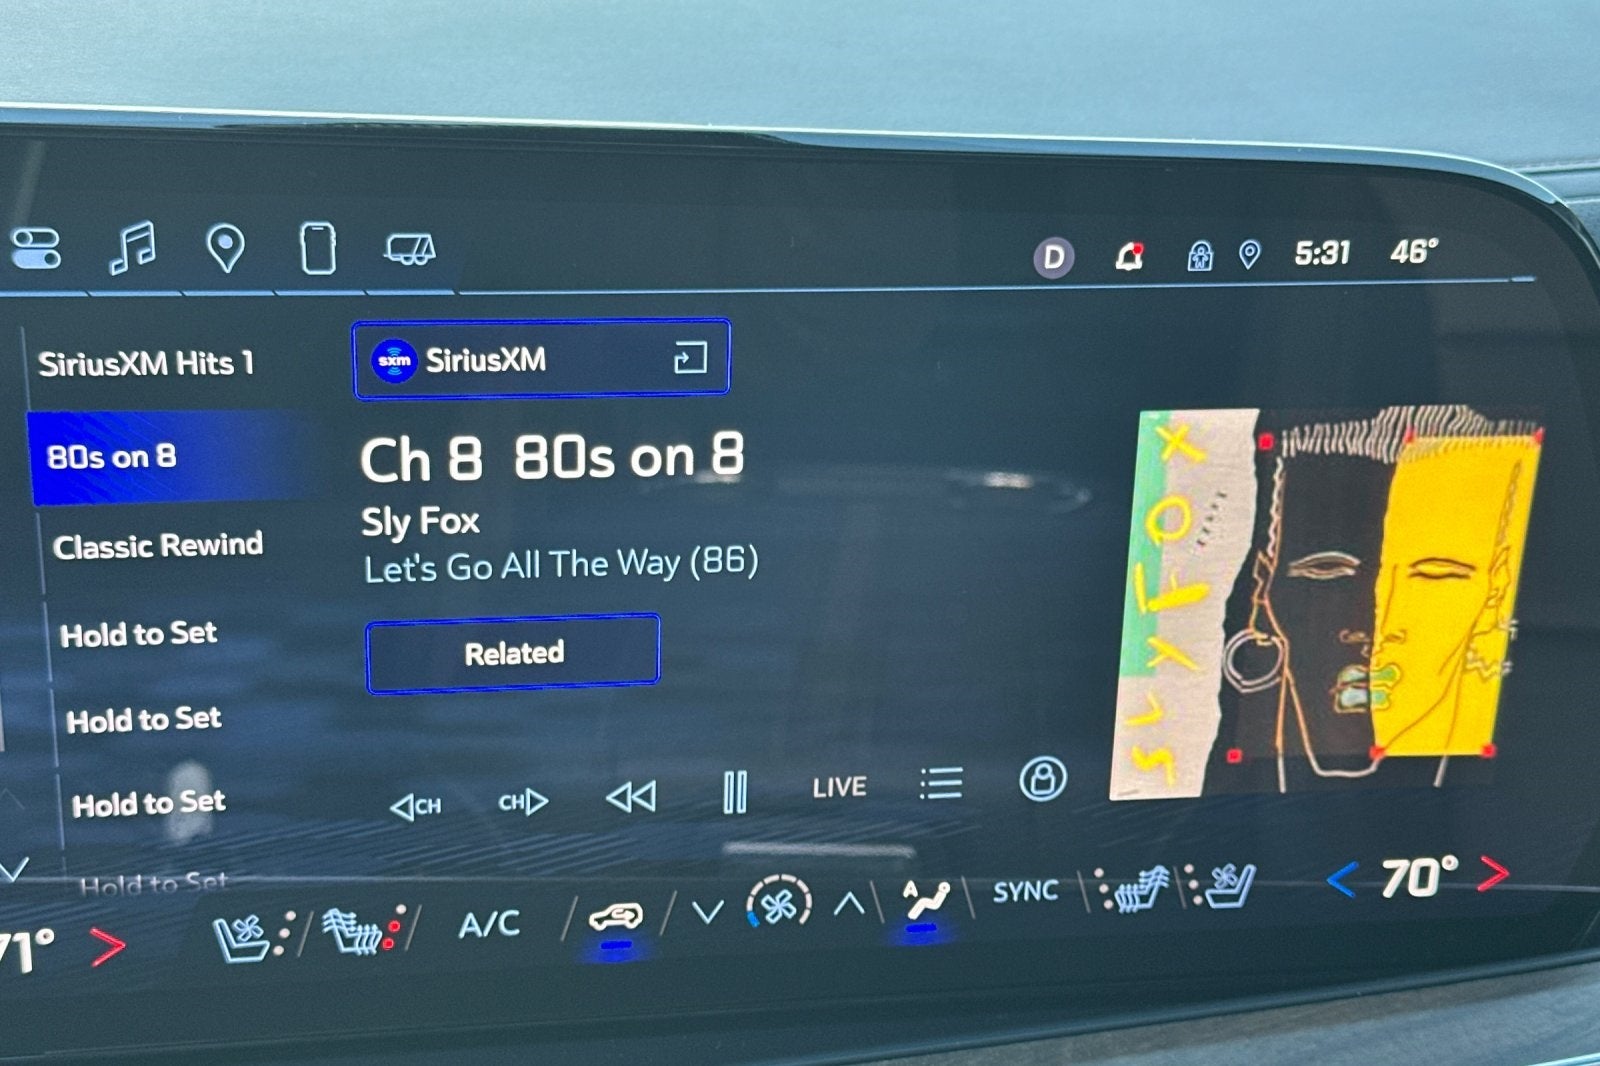 D 5:31 46°
SiriusXM Hits 1
80s on 8
Classic Rewind
Hold to Set
Hold to Set
Hold to Set
Hold to Set
sxm SiriusXM
Ch 8 80s on 8
Sly Fox
Let's Go All The Way (86)
Related
SLY FOX
CH CH LIVE
71° A/C A SYNC 70°